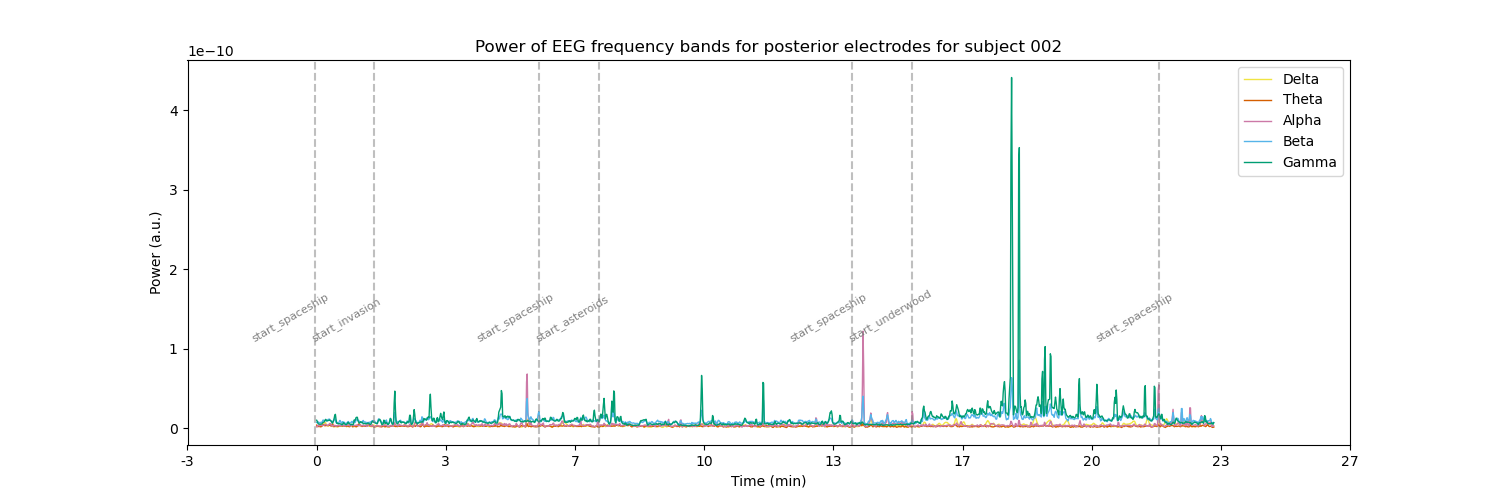 Power of EEG frequency bands for posterior electrodes for subject 002
1e−10
Power (a.u.)
4
3
2
1
0
start_spaceship
start_invasion
start_spaceship
start_asteroids
start_spaceship
start_underwood
start_spaceship
Delta
Theta
Alpha
Beta
Gamma
-3 0 3 7 10 13 17 20 23 27
Time (min)